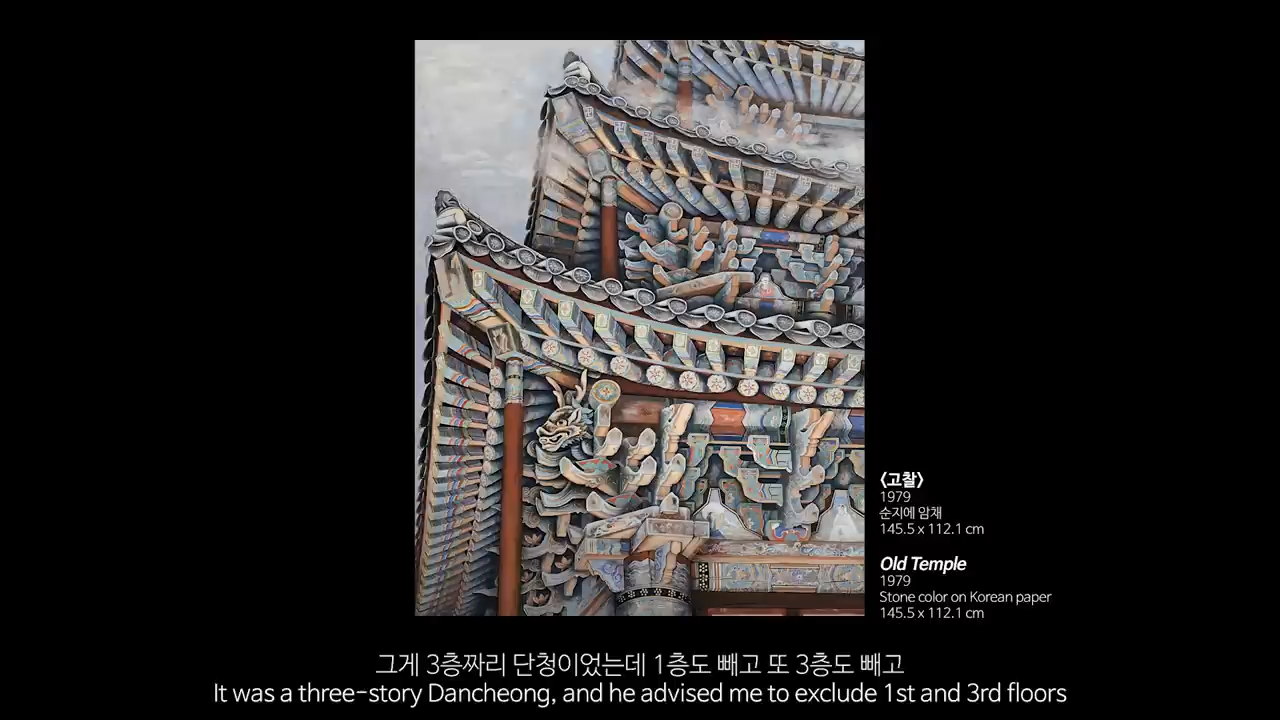 〈고찰〉
1979
순지에 암채
145.5 x 112.1 cm
Old Temple
1979
Stone color on Korean paper
145.5 x 112.1 cm
그게 3층짜리 단청이었는데 1층도 빼고 또 3층도 빼고
It was a three-story Dancheong, and he advised me to exclude 1st and 3rd floors